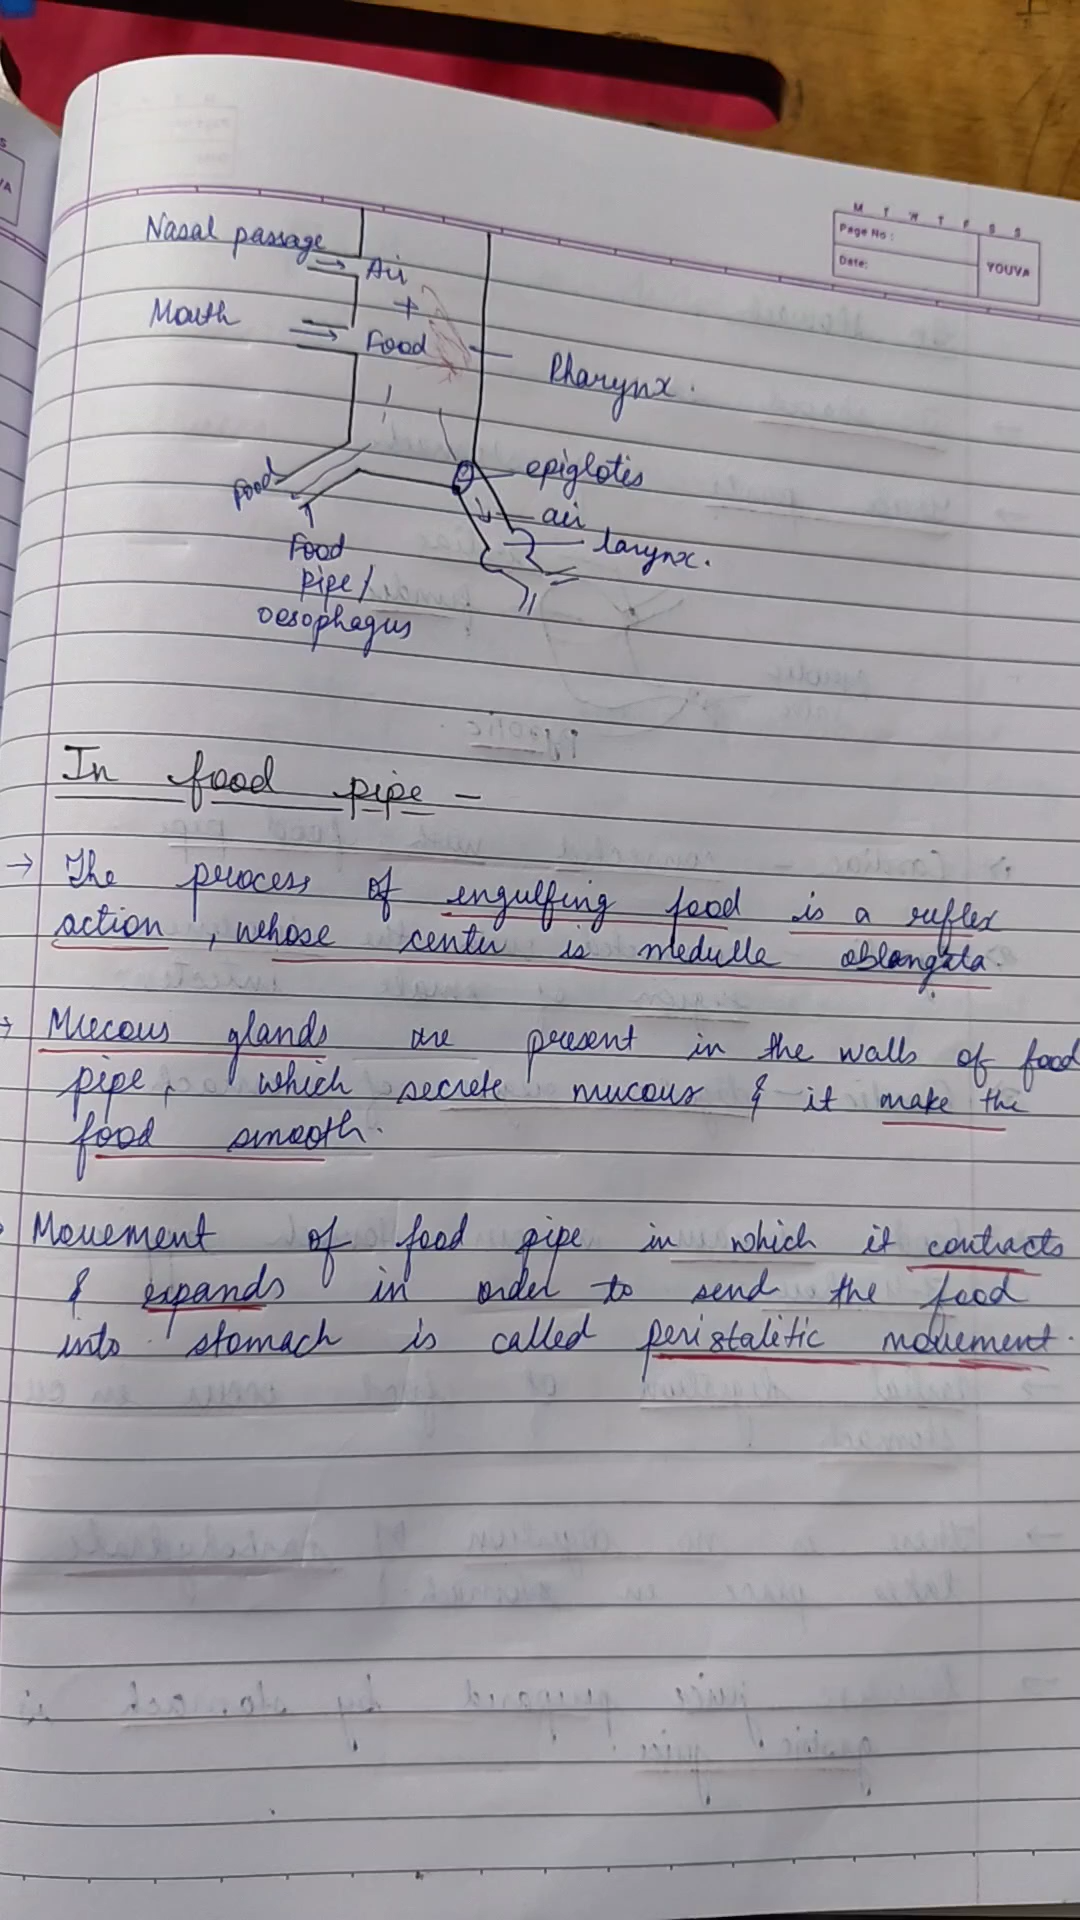 M T W T F S S
Page No:
Date:
YOUVA
Nasal passage
Air
+
Mouth
Food
Pharynx.
epiglotis
Food
air
larynx.
Food
pipe/
oesophagus
In food pipe -
→ The process of engulfing food is a reflex
action, whose center is medulla oblangata.
→ Mucous glands are present in the walls of food
pipe, which secrete mucous & it make the
food smooth.
Movement of food pipe in which it contracts
& expands in order to send the food
into stomach is called peristaltic movement.